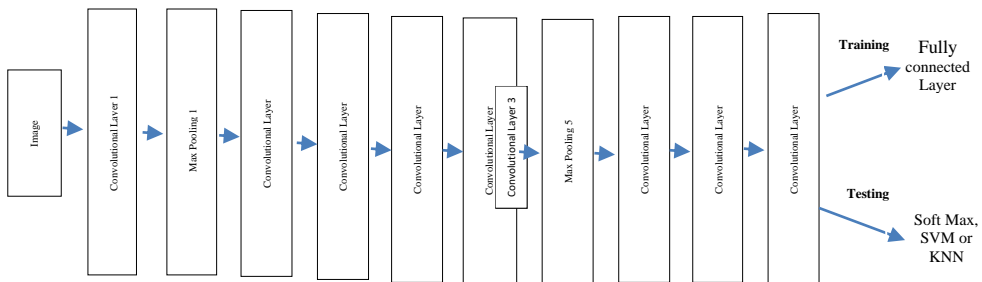 Image
Convolutional Laver 1
Max Pooling 1
Convolutional Layer
Convolutional Layer
Convolutional Layer
Convolutional Layer
Convolutional Layer 3
Max Pooling 5
Convolutional Layer
Convolutional Layer
Convolutional Layer
Training
Fully
connected
Layer
Testing
Soft Max,
SVM or
KNN